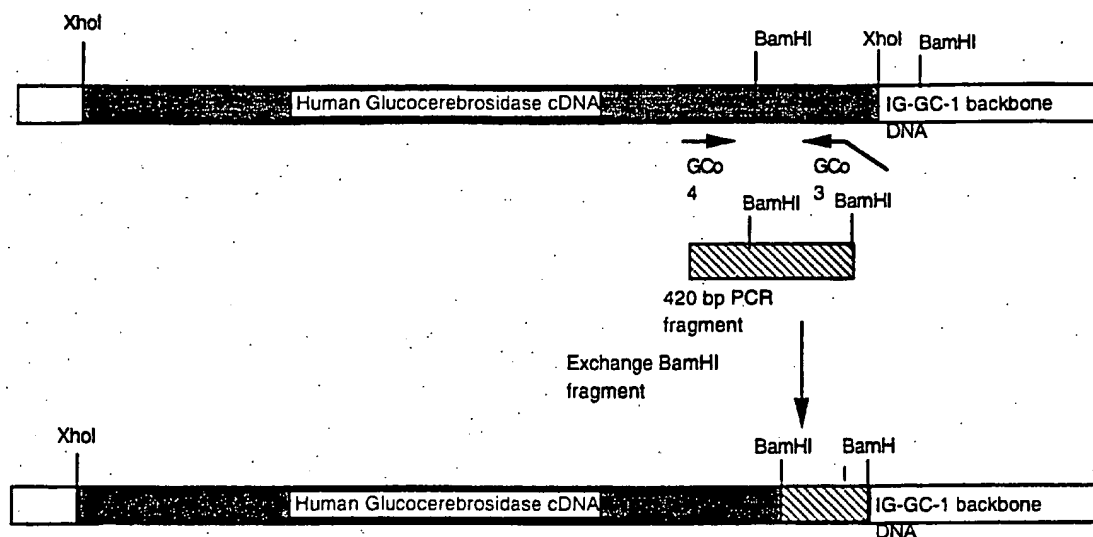 XhoI
BamHI
XhoI
BamHI
Human Glucocerebrosidase cDNA
IG-GC-1 backbone
DNA
GCo
4
GCo
3
BamHI
BamHI
420 bp PCR
fragment
Exchange BamHI
fragment
XhoI
BamHI
BamH
I
Human Glucocerebrosidase cDNA
IG-GC-1 backbone
DNA